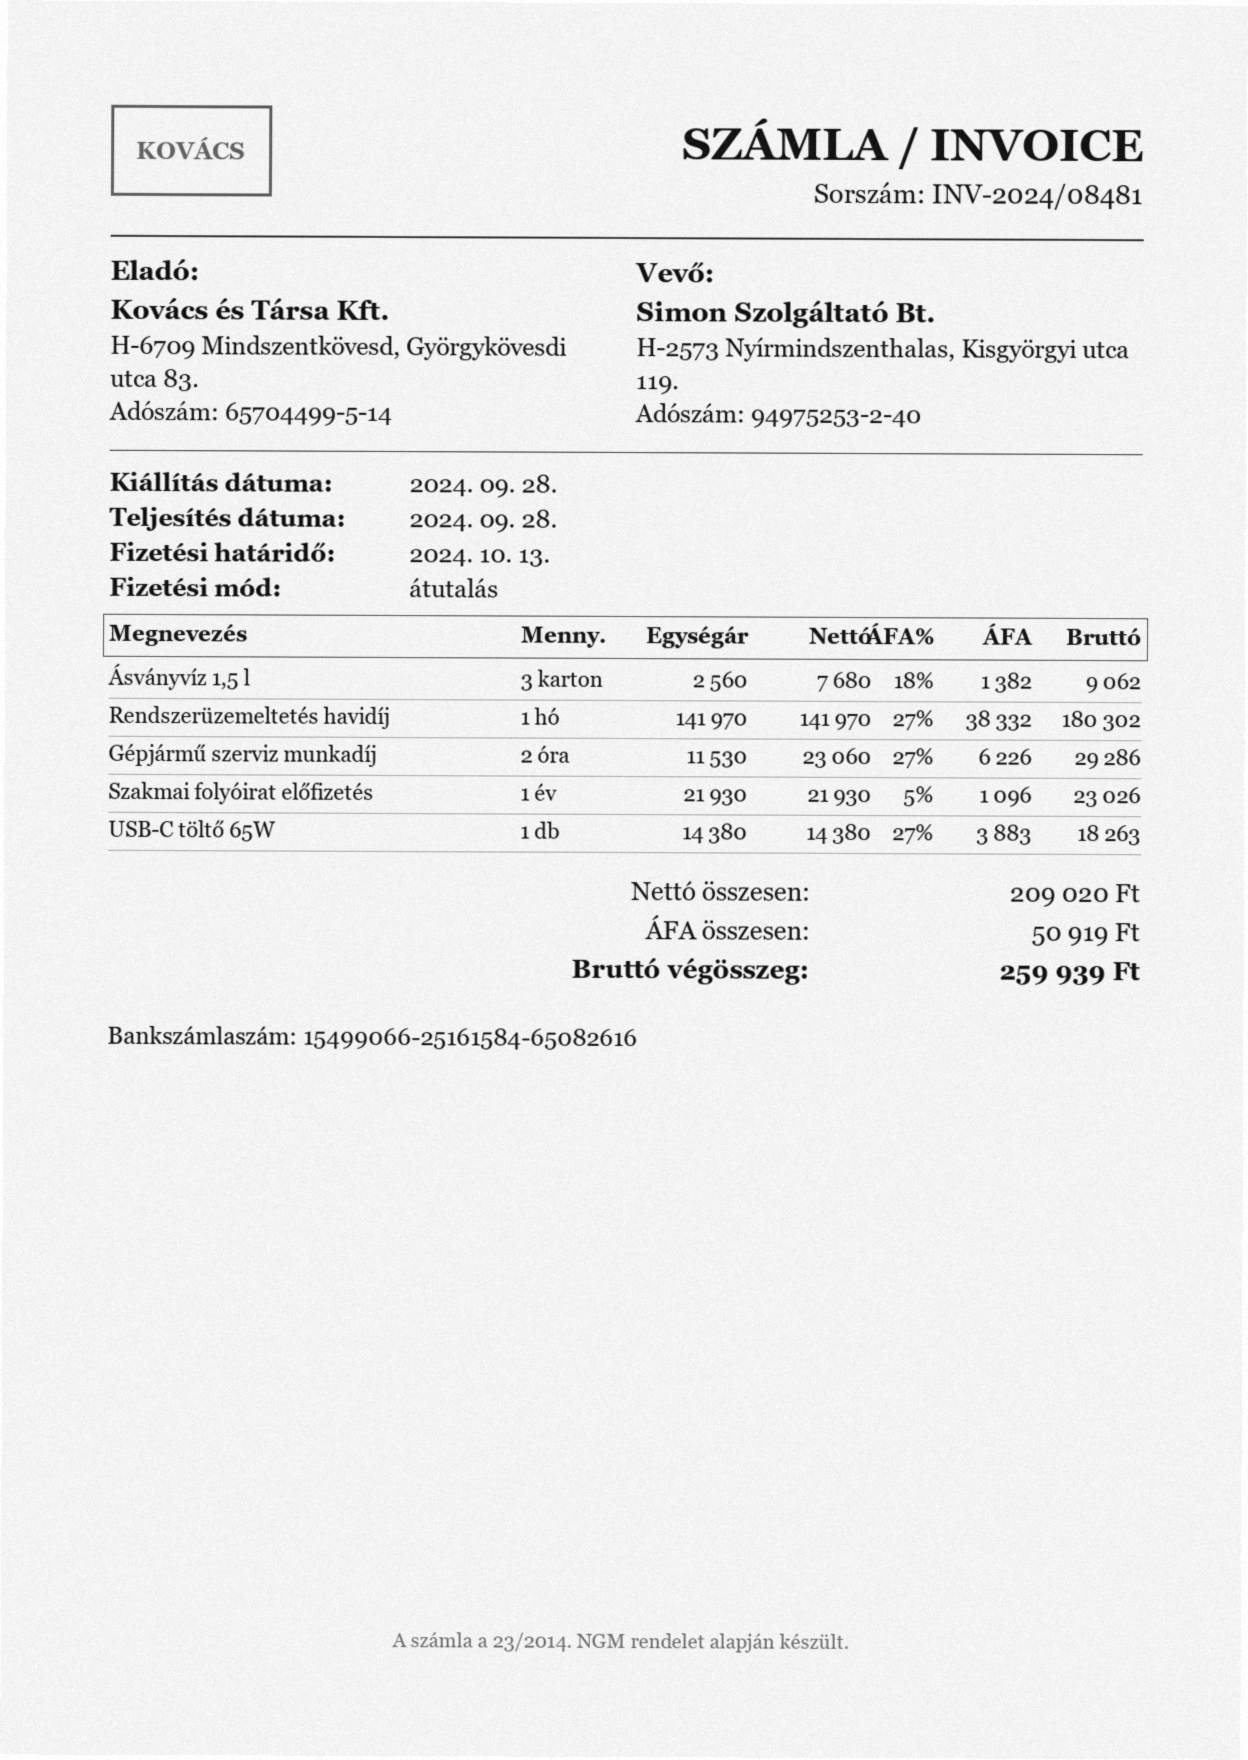 KOVÁCS
SZÁMLA / INVOICE
Sorszám: INV-2024/08481
Eladó:
Kovács és Társa Kft.
H-6709 Mindszentkövesd, Györgykövesdi
utca 83.
Adószám: 65704499-5-14
Vevő:
Simon Szolgáltató Bt.
H-2573 Nyírmindszenthalas, Kisgyörgyi utca
119.
Adószám: 94975253-2-40
Kiállítás dátuma: 2024. 09. 28.
Teljesítés dátuma: 2024. 09. 28.
Fizetési határidő: 2024. 10. 13.
Fizetési mód: átutalás
Megnevezés Menny. Egységár Nettó ÁFA% ÁFA Bruttó
Ásványvíz 1,5 l 3 karton 2 560 7 680 18% 1 382 9 062
Rendszerüzemeltetés havidíj 1 hó 141 970 141 970 27% 38 332 180 302
Gépjármű szerviz munkadíj 2 óra 11 530 23 060 27% 6 226 29 286
Szakmai folyóirat előfizetés 1 év 21 930 21 930 5% 1 096 23 026
USB-C töltő 65W 1 db 14 380 14 380 27% 3 883 18 263
Nettó összesen: 209 020 Ft
ÁFA összesen: 50 919 Ft
Bruttó végösszeg: 259 939 Ft
Bankszámlaszám: 15499066-25161584-65082616
A számla a 23/2014. NGM rendelet alapján készült.